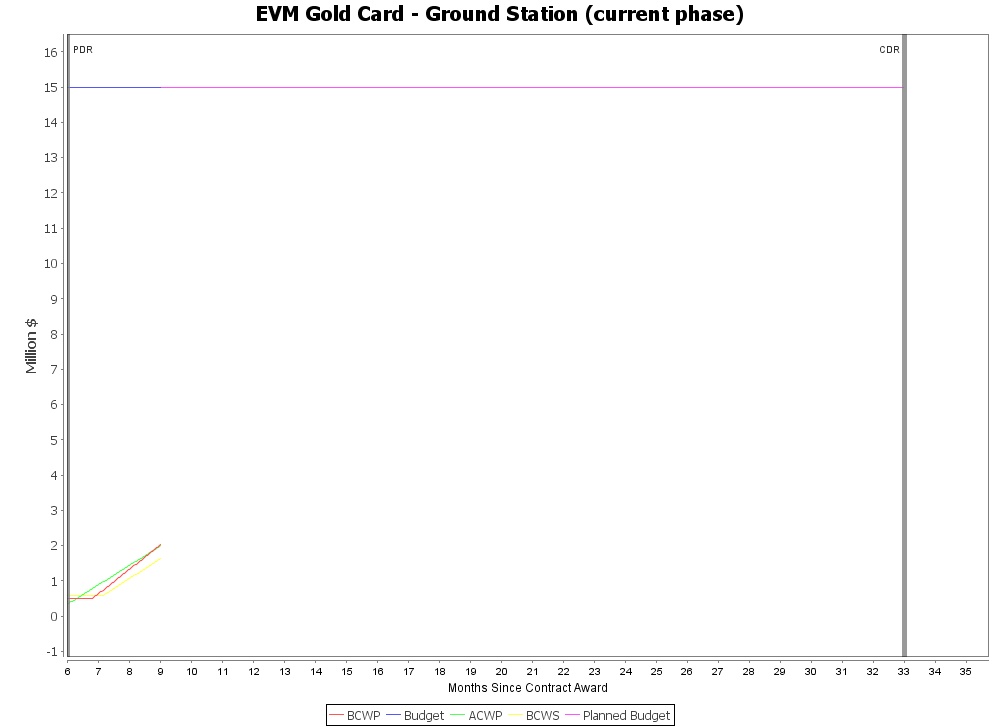 EVM Gold Card - Ground Station (current phase)
PDR
CDR
16
15
14
13
12
11
10
9
8
7
6
5
4
3
2
1
0
-1
Million $
6 7 8 9 10 11 12 13 14 15 16 17 18 19 20 21 22 23 24 25 26 27 28 29 30 31 32 33 34 35
Months Since Contract Award
BCWP Budget ACWP BCWS Planned Budget